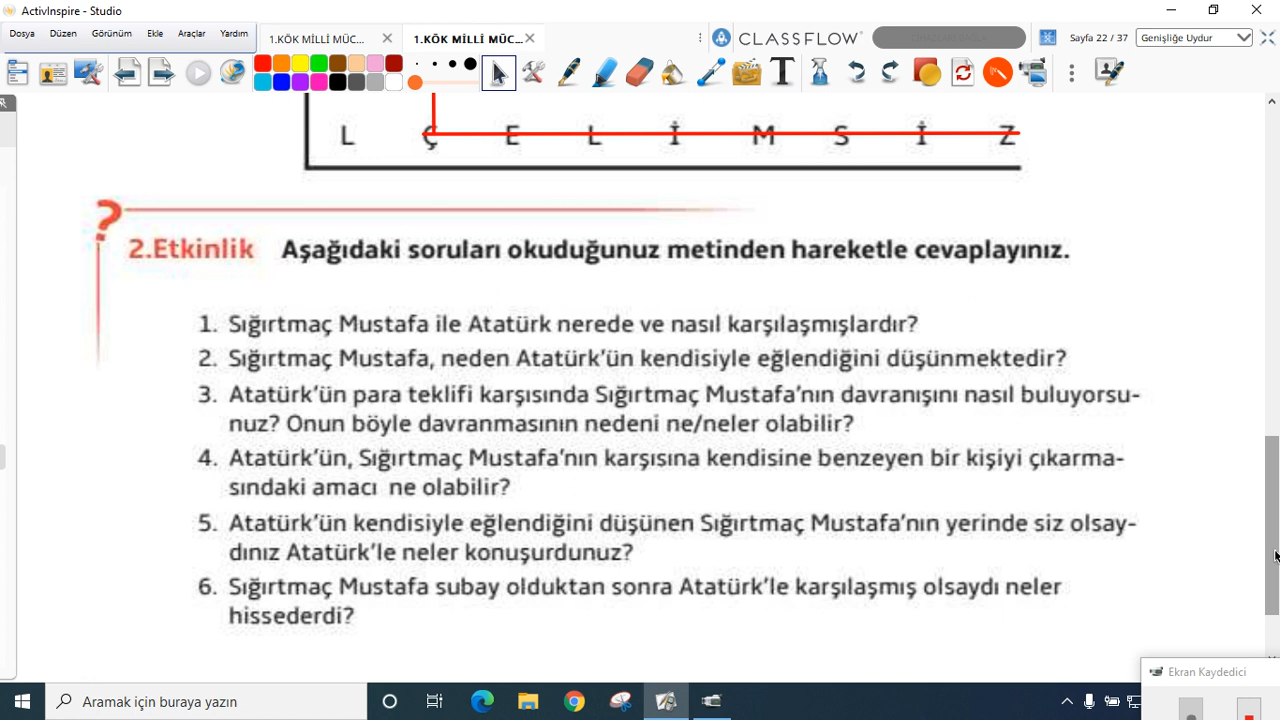 ActivInspire - Studio
Dosya Düzen Görünüm Ekle Araçlar Yardım
1.KÖK MİLLİ MÜC...
1.KÖK MİLLİ MÜC...
CLASSFLOW
Sayfa 22 / 37
Genişliğe Uydur
L Ç E L İ M S İ Z
?
2.Etkinlik Aşağıdaki soruları okuduğunuz metinden hareketle cevaplayınız.
1. Sığırtmaç Mustafa ile Atatürk nerede ve nasıl karşılaşmışlardır?
2. Sığırtmaç Mustafa, neden Atatürk'ün kendisiyle eğlendiğini düşünmektedir?
3. Atatürk'ün para teklifi karşısında Sığırtmaç Mustafa'nın davranışını nasıl buluyorsu-
nuz? Onun böyle davranmasının nedeni ne/neler olabilir?
4. Atatürk'ün, Sığırtmaç Mustafa'nın karşısına kendisine benzeyen bir kişiyi çıkarma-
sındaki amacı ne olabilir?
5. Atatürk'ün kendisiyle eğlendiğini düşünen Sığırtmaç Mustafa'nın yerinde siz olsay-
dınız Atatürk'le neler konuşurdunuz?
6. Sığırtmaç Mustafa subay olduktan sonra Atatürk'le karşılaşmış olsaydı neler
hissederdi?
Ekran Kaydedici
Aramak için buraya yazın